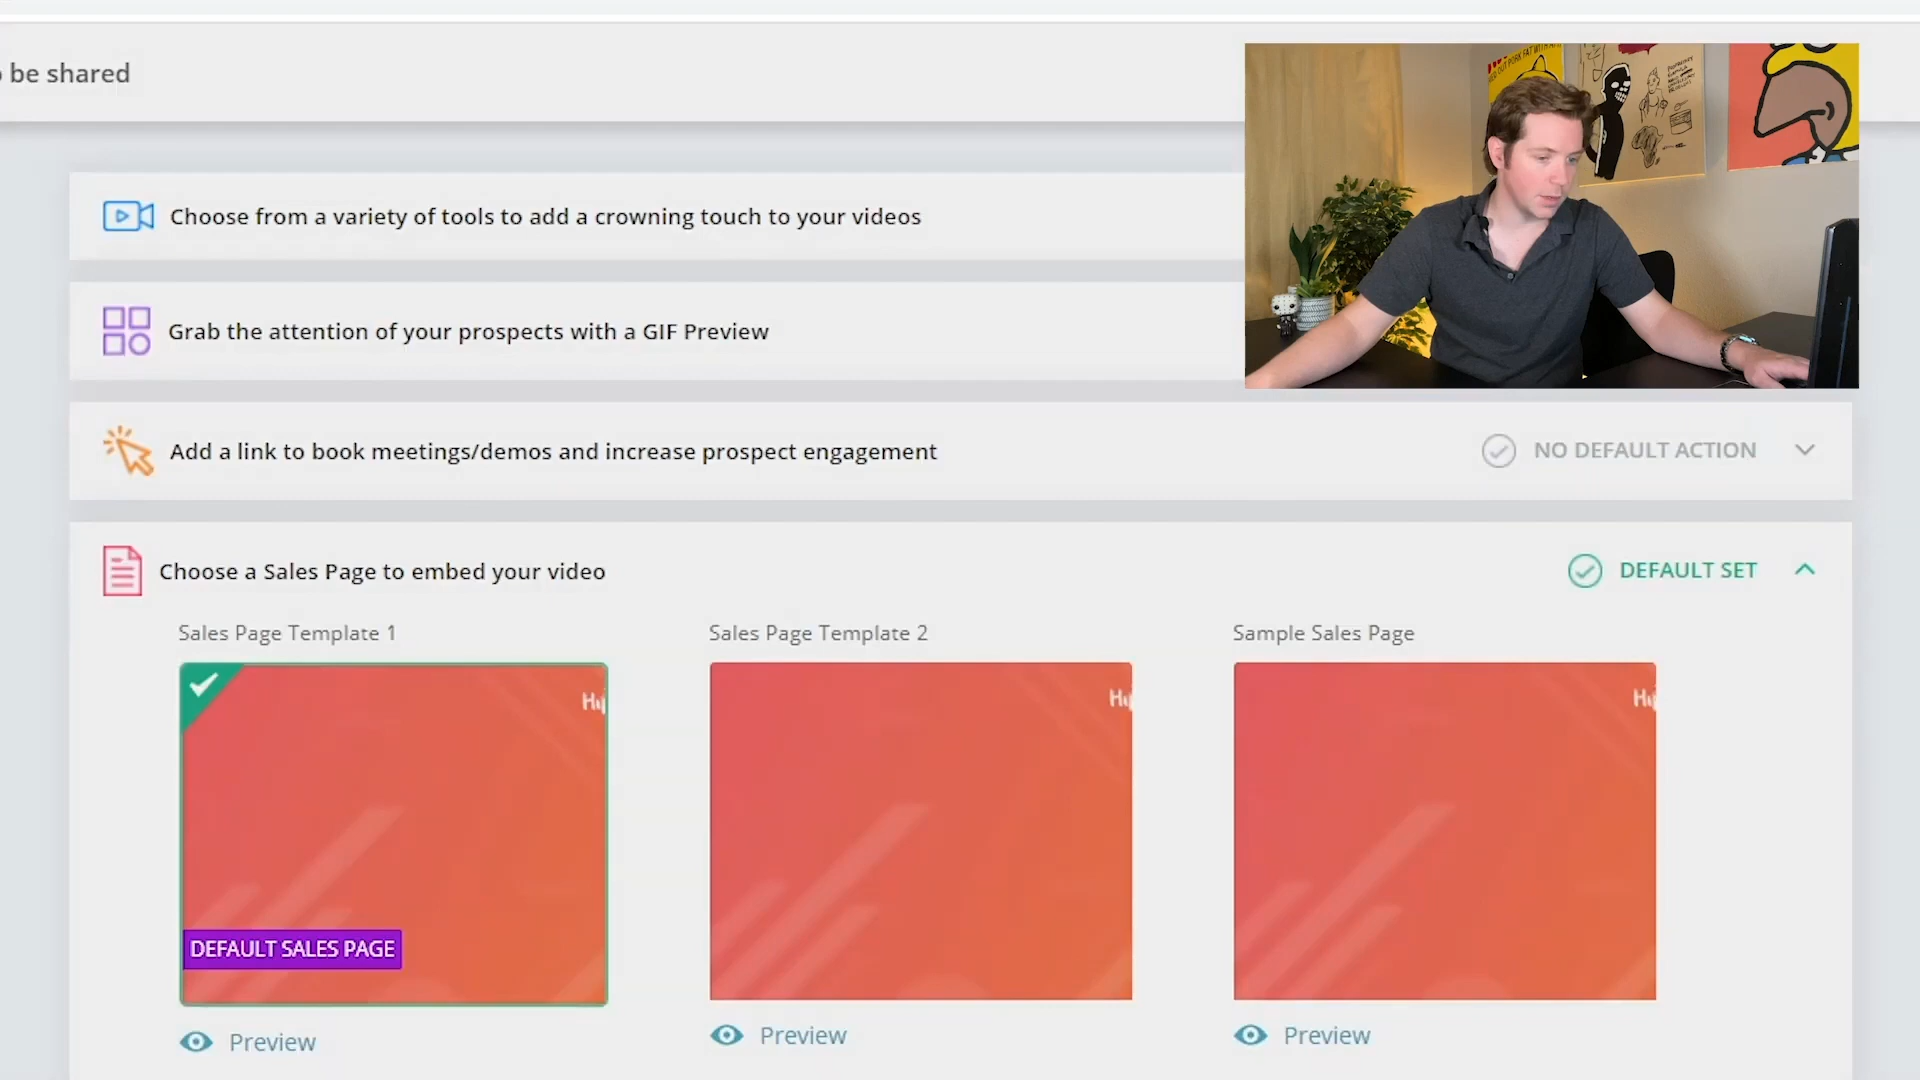 be shared
Choose from a variety of tools to add a crowning touch to your videos
Grab the attention of your prospects with a GIF Preview
Add a link to book meetings/demos and increase prospect engagement
NO DEFAULT ACTION
Choose a Sales Page to embed your video
DEFAULT SET
Sales Page Template 1
Sales Page Template 2
Sample Sales Page
DEFAULT SALES PAGE
Preview
Preview
Preview